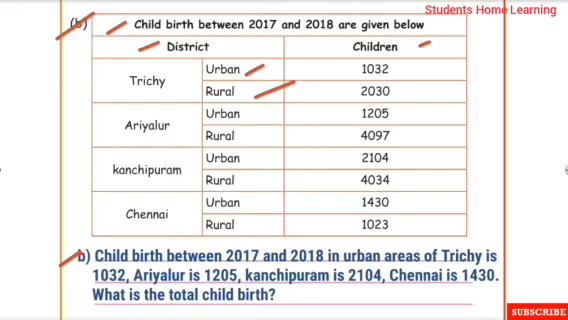 Students Home Learning
(b) Child birth between 2017 and 2018 are given below
District Children
Trichy Urban 1032
Rural 2030
Ariyalur Urban 1205
Rural 4097
kanchipuram Urban 2104
Rural 4034
Chennai Urban 1430
Rural 1023
b) Child birth between 2017 and 2018 in urban areas of Trichy is
1032, Ariyalur is 1205, kanchipuram is 2104, Chennai is 1430.
What is the total child birth?
SUBSCRIBE